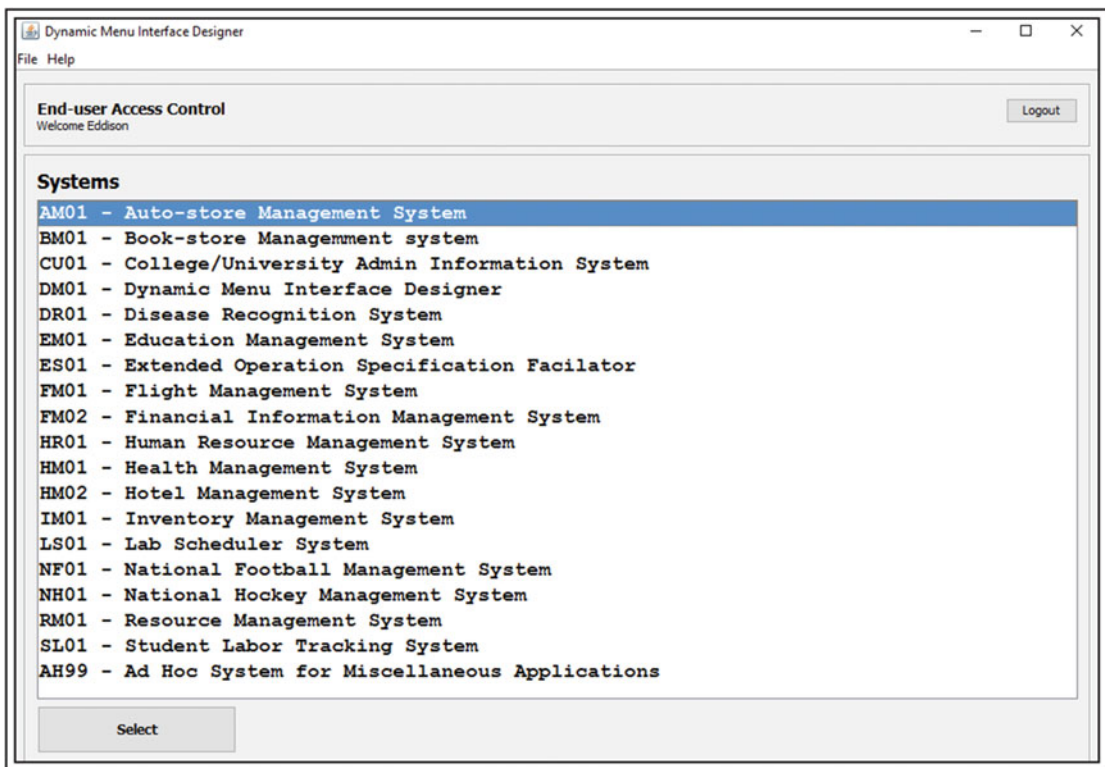 Dynamic Menu Interface Designer
File Help
End-user Access Control
Logout
Welcome Eddison
Systems
AM01 - Auto-store Management System
BM01 - Book-store Managemment system
CU01 - College/University Admin Information System
DM01 - Dynamic Menu Interface Designer
DR01 - Disease Recognition System
EM01 - Education Management System
ES01 - Extended Operation Specification Facilator
FM01 - Flight Management System
FM02 - Financial Information Management System
HR01 - Human Resource Management System
HM01 - Health Management System
HM02 - Hotel Management System
IM01 - Inventory Management System
LS01 - Lab Scheduler System
NF01 - National Football Management System
NH01 - National Hockey Management System
RM01 - Resource Management System
SL01 - Student Labor Tracking System
AH99 - Ad Hoc System for Miscellaneous Applications
Select